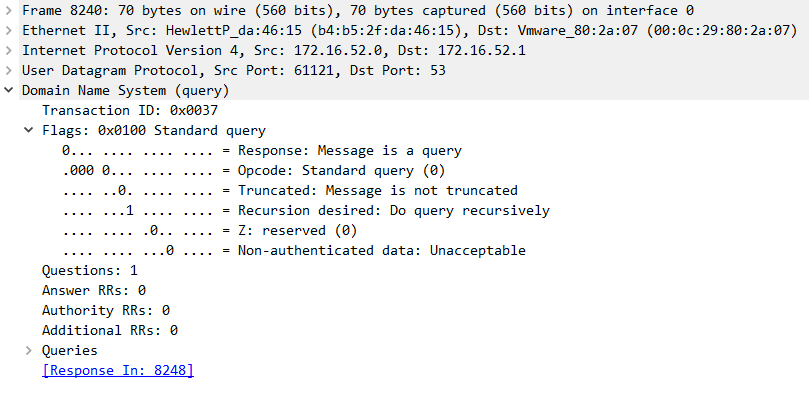 Frame 8240: 70 bytes on wire (560 bits), 70 bytes captured (560 bits) on interface 0
Ethernet II, Src: HewlettP_da:46:15 (b4:b5:2f:da:46:15), Dst: Vmware_80:2a:07 (00:0c:29:80:2a:07)
Internet Protocol Version 4, Src: 172.16.52.0, Dst: 172.16.52.1
User Datagram Protocol, Src Port: 61121, Dst Port: 53
Domain Name System (query)
Transaction ID: 0x0037
Flags: 0x0100 Standard query
0... .... .... .... = Response: Message is a query
.000 0... .... .... = Opcode: Standard query (0)
.... ..0. .... .... = Truncated: Message is not truncated
.... ...1 .... .... = Recursion desired: Do query recursively
.... .... .0.. .... = Z: reserved (0)
.... .... ...0 .... = Non-authenticated data: Unacceptable
Questions: 1
Answer RRs: 0
Authority RRs: 0
Additional RRs: 0
Queries
[Response In: 8248]